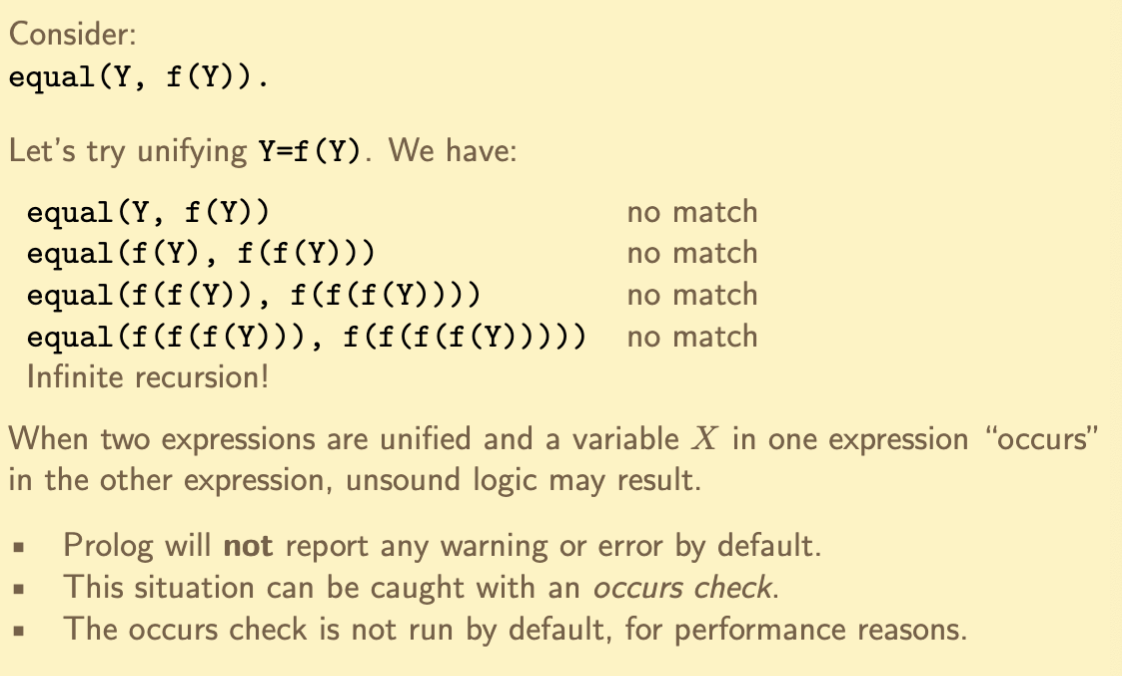 Consider:
equal(Y, f(Y)).
Let's try unifying Y=f(Y). We have:
equal(Y, f(Y)) no match
equal(f(Y), f(f(Y))) no match
equal(f(f(Y)), f(f(f(Y)))) no match
equal(f(f(f(Y))), f(f(f(f(Y))))) no match
Infinite recursion!
When two expressions are unified and a variable X in one expression “occurs”
in the other expression, unsound logic may result.
▪ Prolog will not report any warning or error by default.
▪ This situation can be caught with an occurs check.
▪ The occurs check is not run by default, for performance reasons.